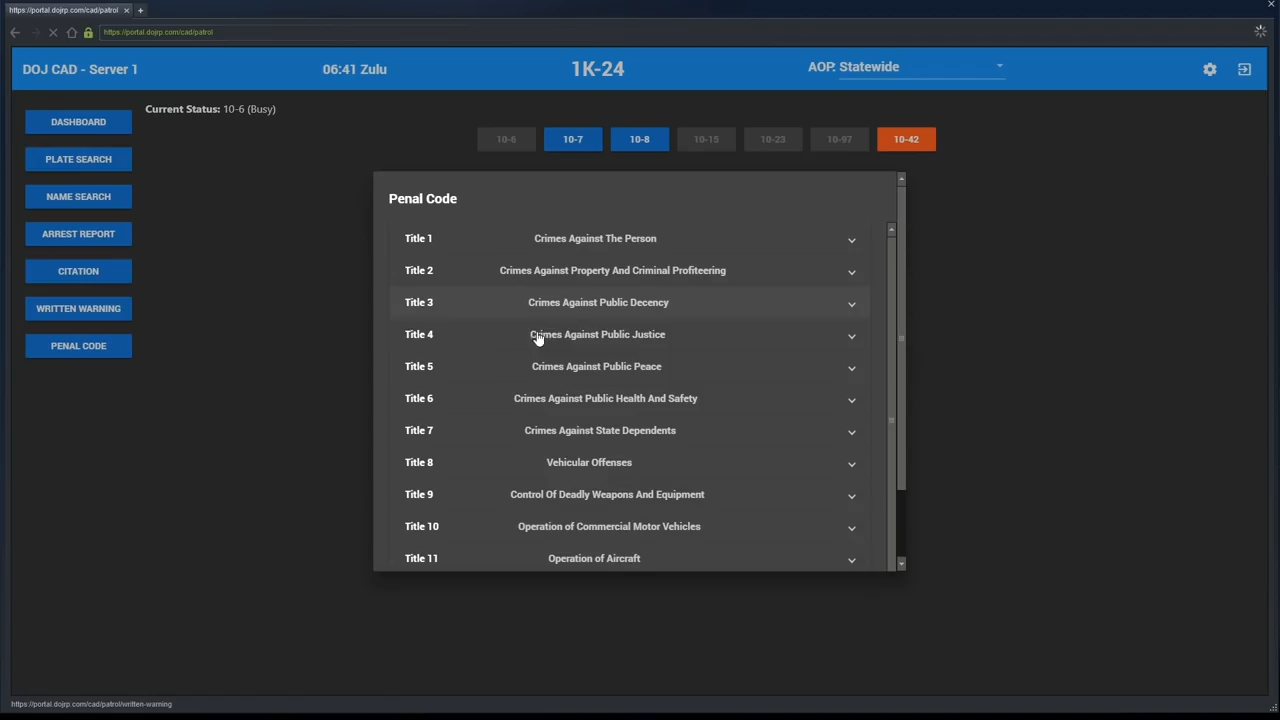 https://portal.dojrp.com/cad/patrol
https://portal.dojrp.com/cad/patrol
DOJ CAD - Server 1 06:41 Zulu 1K-24 AOP: Statewide
Current Status: 10-6 (Busy)
DASHBOARD
PLATE SEARCH
NAME SEARCH
ARREST REPORT
CITATION
WRITTEN WARNING
PENAL CODE
10-6 10-7 10-8 10-15 10-23 10-97 10-42
Penal Code
Title 1 Crimes Against The Person
Title 2 Crimes Against Property And Criminal Profiteering
Title 3 Crimes Against Public Decency
Title 4 Crimes Against Public Justice
Title 5 Crimes Against Public Peace
Title 6 Crimes Against Public Health And Safety
Title 7 Crimes Against State Dependents
Title 8 Vehicular Offenses
Title 9 Control Of Deadly Weapons And Equipment
Title 10 Operation of Commercial Motor Vehicles
Title 11 Operation of Aircraft
https://portal.dojrp.com/cad/patrol/written-warning